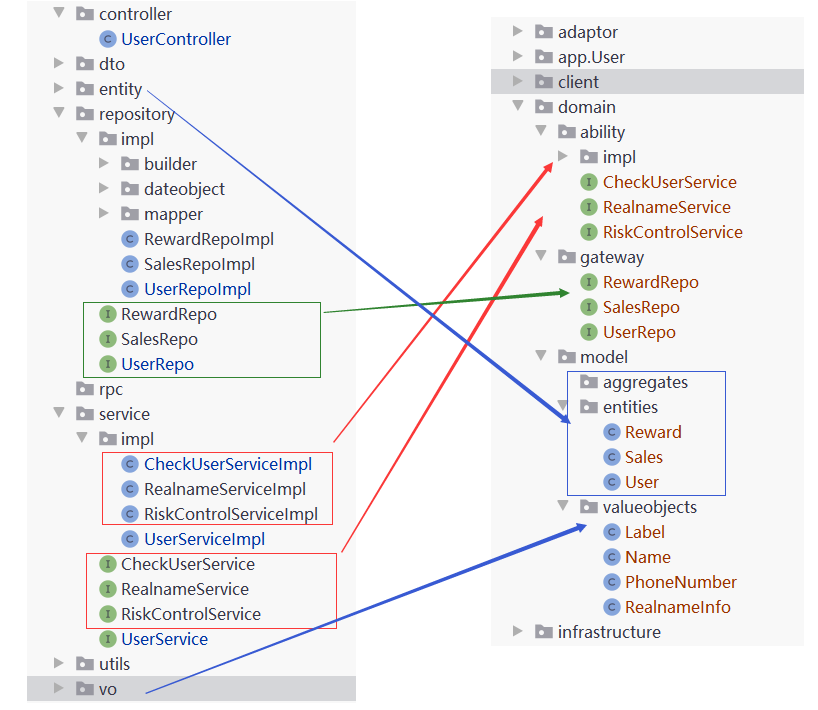 controller
UserController
dto
entity
repository
impl
builder
dateobject
mapper
RewardRepoImpl
SalesRepoImpl
UserRepoImpl
RewardRepo
SalesRepo
UserRepo
rpc
service
impl
CheckUserServiceImpl
RealnameServiceImpl
RiskControlServiceImpl
UserServiceImpl
CheckUserService
RealnameService
RiskControlService
UserService
utils
vo
adaptor
app.User
client
domain
ability
impl
CheckUserService
RealnameService
RiskControlService
gateway
RewardRepo
SalesRepo
UserRepo
model
aggregates
entities
Reward
Sales
User
valueobjects
Label
Name
PhoneNumber
RealnameInfo
infrastructure